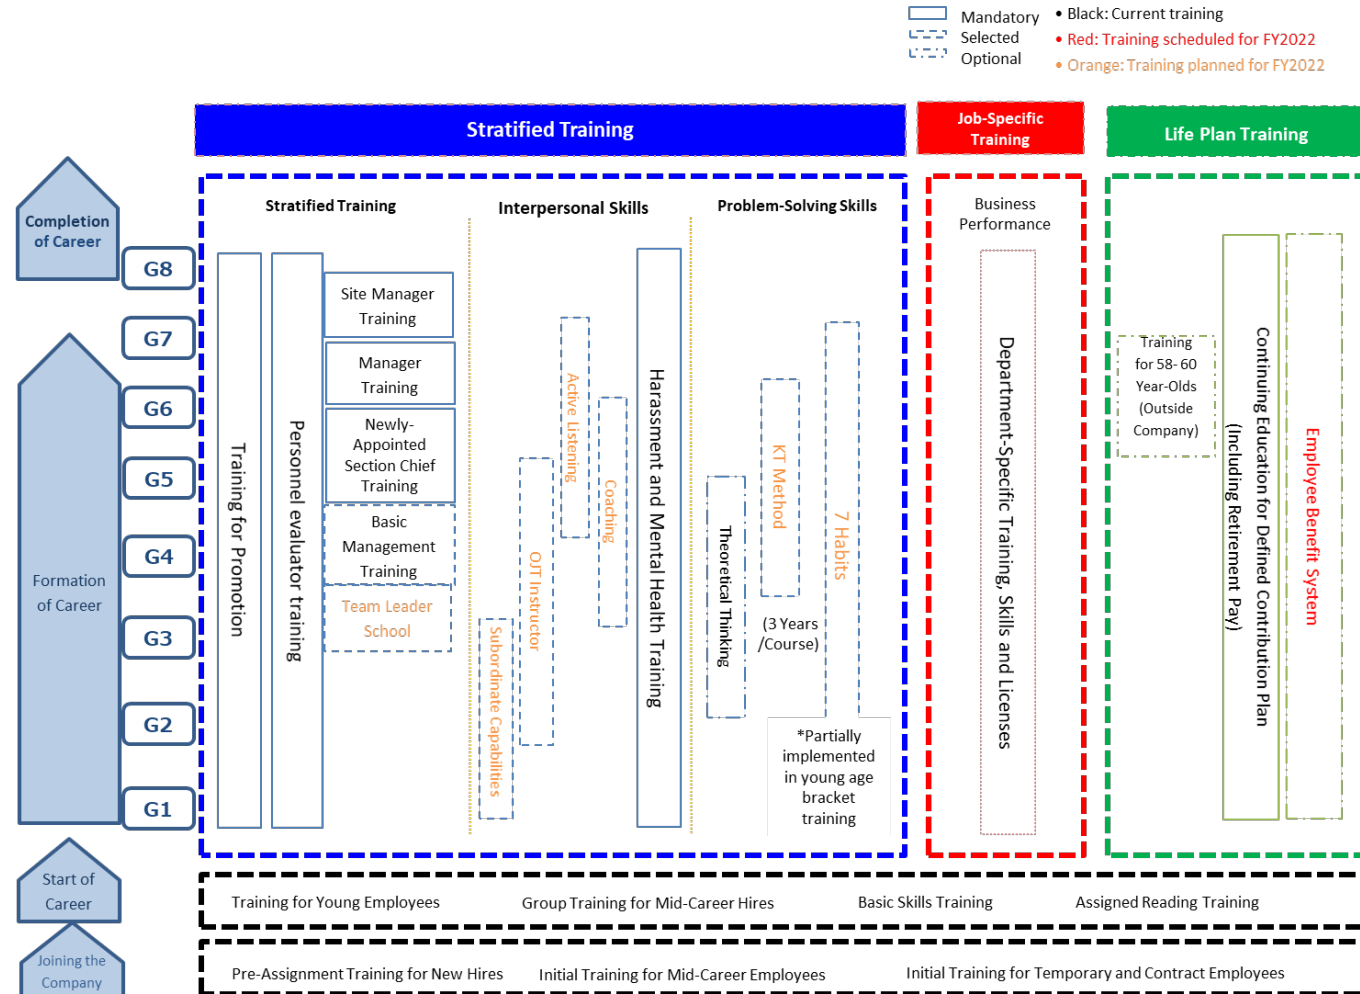 Mandatory
Selected
Optional
• Black: Current training
• Red: Training scheduled for FY2022
• Orange: Training planned for FY2022
Stratified Training
Job-Specific
Training
Life Plan Training
Completion
of Career
Formation
of Career
Start of
Career
Joining the
Company
G8
G7
G6
G5
G4
G3
G2
G1
Stratified Training
Training for Promotion
Personnel evaluator training
Site Manager
Training
Manager
Training
Newly-
Appointed
Section Chief
Training
Basic
Management
Training
Team Leader
School
Interpersonal Skills
Subordinate Capabilities
OJT Instructor
Active Listening
Coaching
Harassment and Mental Health Training
Problem-Solving Skills
Theoretical Thinking
KT Method
(3 Years
/Course)
7 Habits
*Partially
implemented
in young age
bracket
training
Business
Performance
Department-Specific Training, Skills and Licenses
Training
for 58- 60
Year-Olds
(Outside
Company)
Continuing Education for Defined Contribution Plan
(Including Retirement Pay)
Employee Benefit System
Training for Young Employees
Group Training for Mid-Career Hires
Basic Skills Training
Assigned Reading Training
Pre-Assignment Training for New Hires
Initial Training for Mid-Career Employees
Initial Training for Temporary and Contract Employees